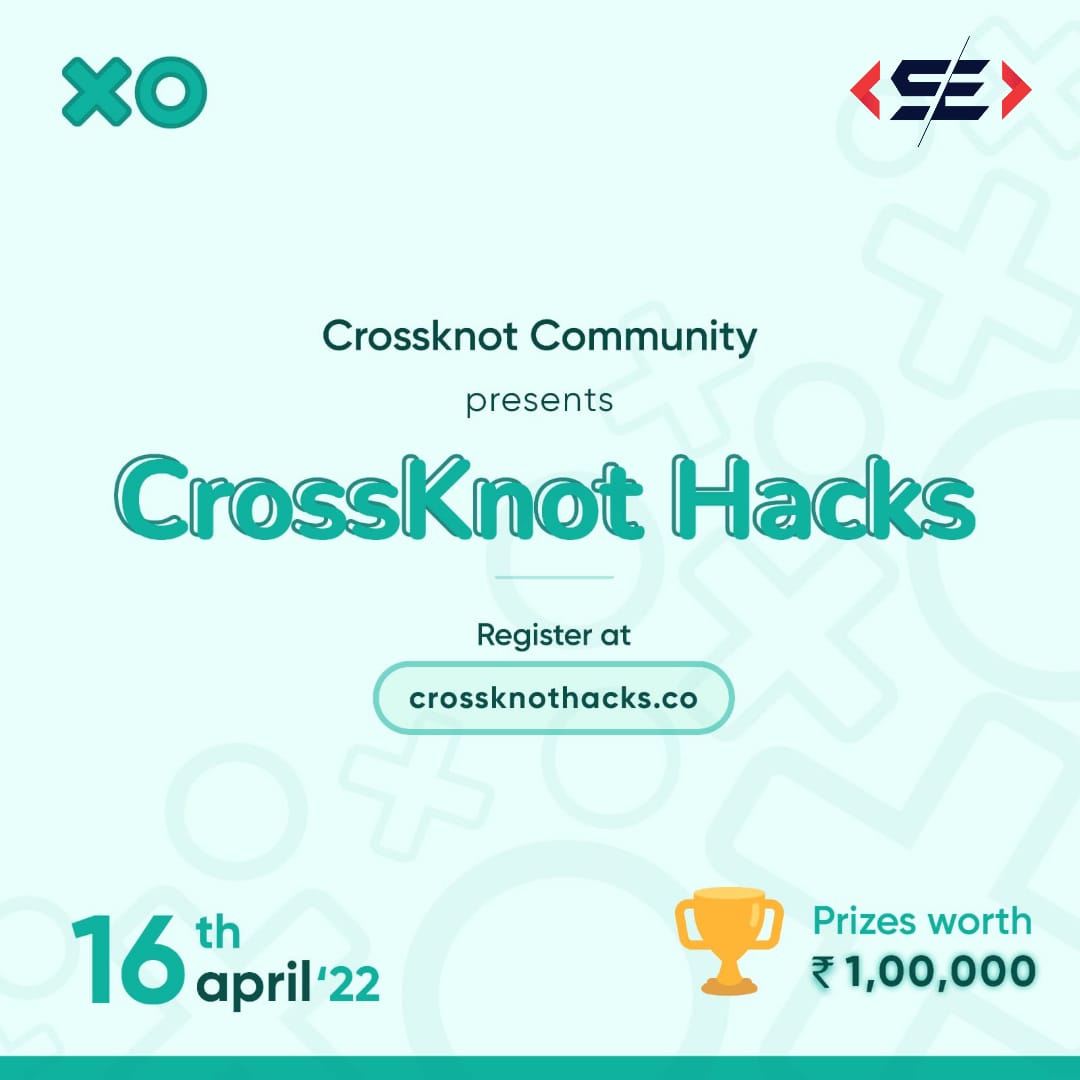 XO
SE
Crossknot Community
presents
CrossKnot Hacks
Register at
crossknothacks.co
16th
april ‘22
Prizes worth
₹ 1,00,000